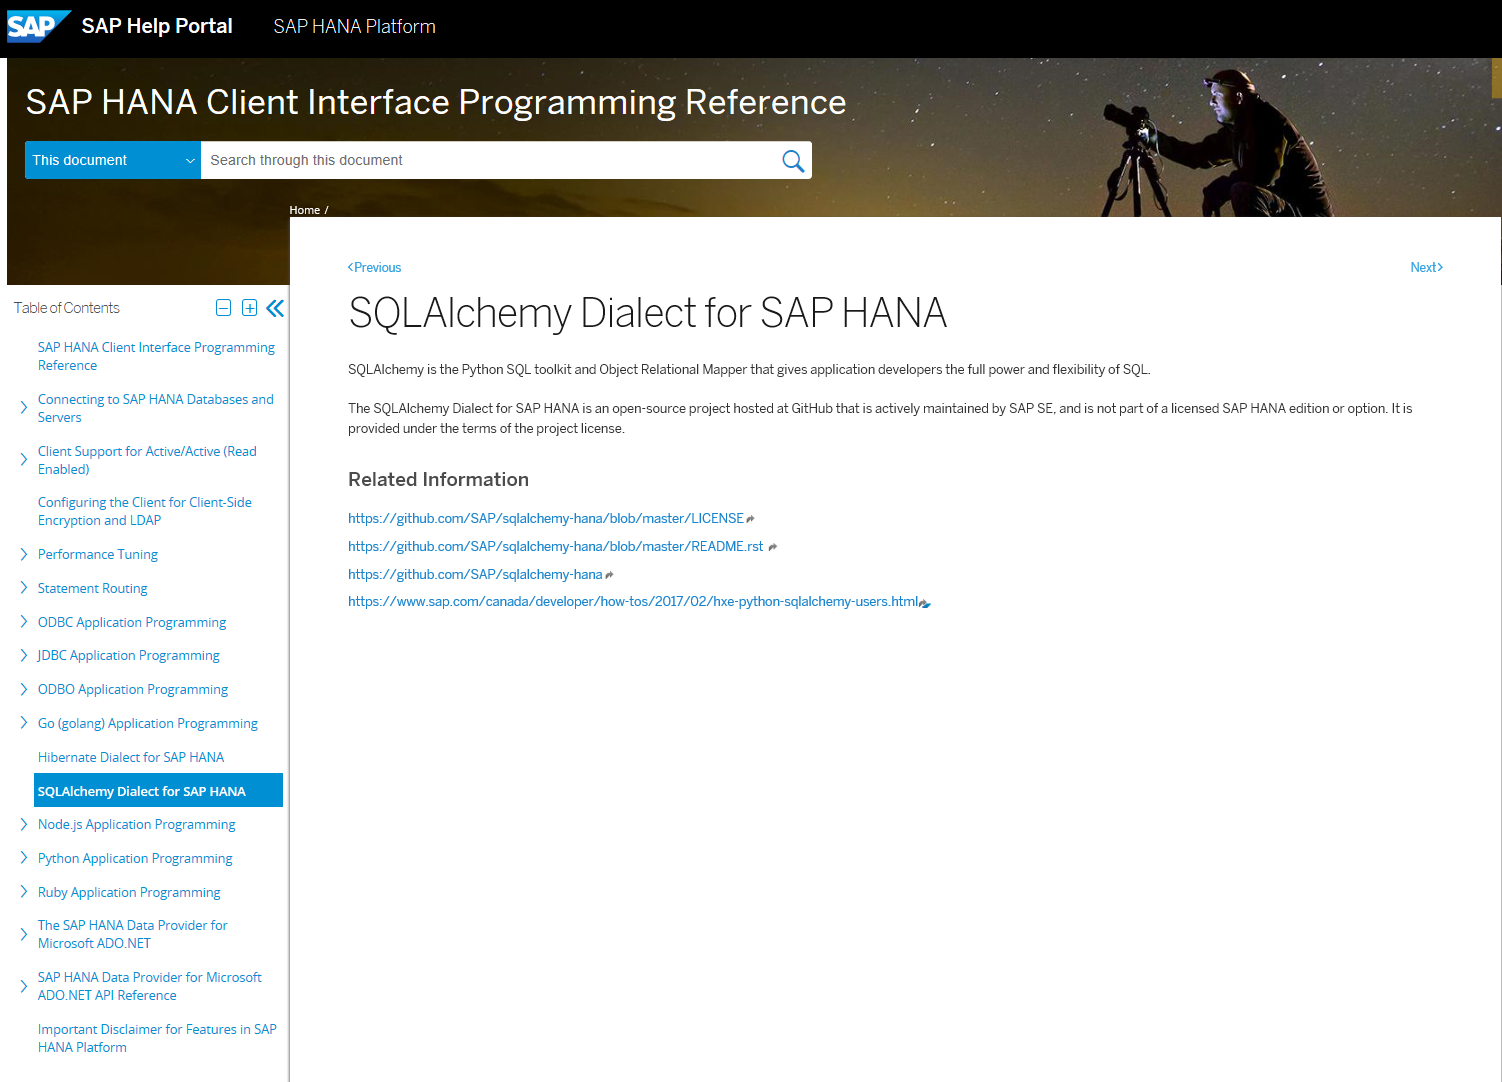 SAP SAP Help Portal SAP HANA Platform
SAP HANA Client Interface Programming Reference
This document Search through this document
Home /
Previous Next
Table of Contents
SAP HANA Client Interface Programming
Reference
Connecting to SAP HANA Databases and
Servers
Client Support for Active/Active (Read
Enabled)
Configuring the Client for Client-Side
Encryption and LDAP
Performance Tuning
Statement Routing
ODBC Application Programming
JDBC Application Programming
ODBO Application Programming
Go (golang) Application Programming
Hibernate Dialect for SAP HANA
SQLAlchemy Dialect for SAP HANA
Node.js Application Programming
Python Application Programming
Ruby Application Programming
The SAP HANA Data Provider for
Microsoft ADO.NET
SAP HANA Data Provider for Microsoft
ADO.NET API Reference
Important Disclaimer for Features in SAP
HANA Platform
SQLAlchemy Dialect for SAP HANA
SQLAlchemy is the Python SQL toolkit and Object Relational Mapper that gives application developers the full power and flexibility of SQL.
The SQLAlchemy Dialect for SAP HANA is an open-source project hosted at GitHub that is actively maintained by SAP SE, and is not part of a licensed SAP HANA edition or option. It is
provided under the terms of the project license.
Related Information
https://github.com/SAP/sqlalchemy-hana/blob/master/LICENSE
https://github.com/SAP/sqlalchemy-hana/blob/master/README.rst
https://github.com/SAP/sqlalchemy-hana
https://www.sap.com/canada/developer/how-tos/2017/02/hxe-python-sqlalchemy-users.html